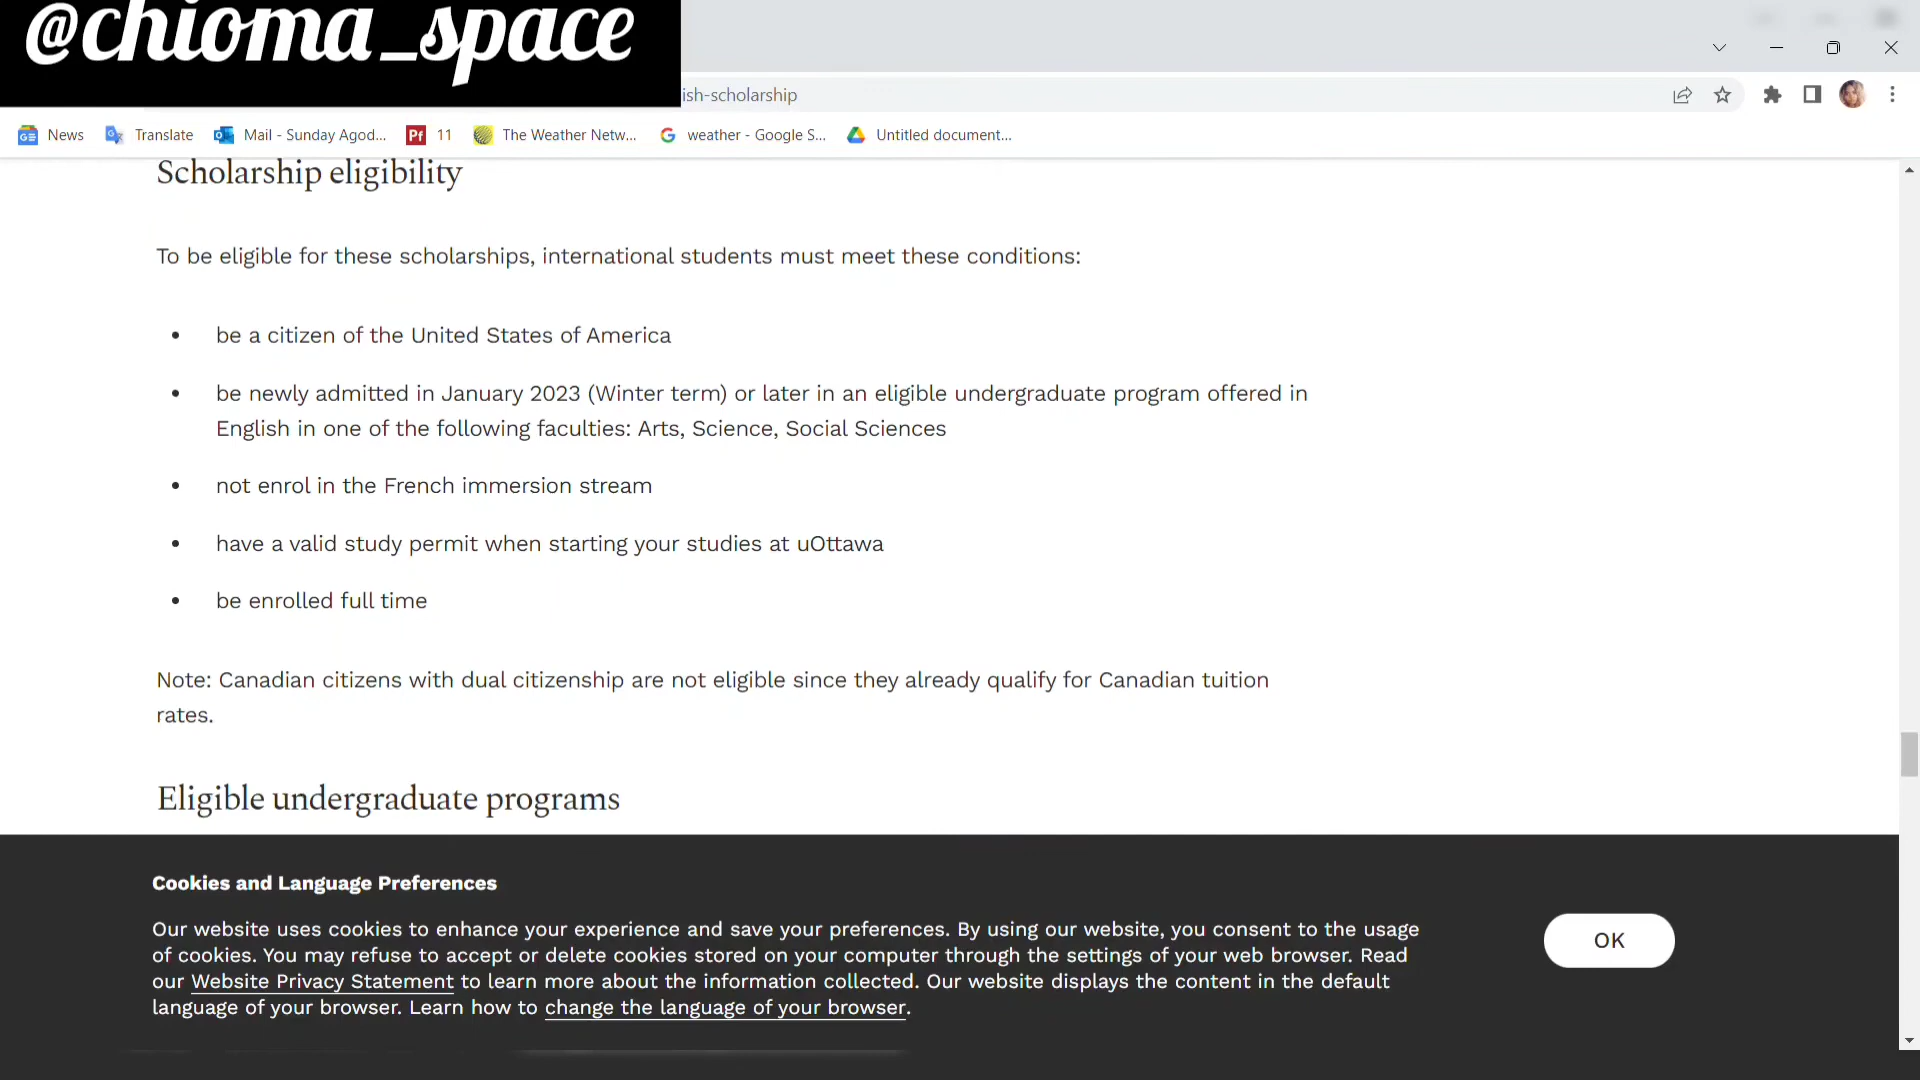 @chioma_space
ish-scholarship
News Translate Mail - Sunday Agod... 11 The Weather Netw... weather - Google S... Untitled document...
Scholarship eligibility
To be eligible for these scholarships, international students must meet these conditions:
• be a citizen of the United States of America
• be newly admitted in January 2023 (Winter term) or later in an eligible undergraduate program offered in
English in one of the following faculties: Arts, Science, Social Sciences
• not enrol in the French immersion stream
• have a valid study permit when starting your studies at uOttawa
• be enrolled full time
Note: Canadian citizens with dual citizenship are not eligible since they already qualify for Canadian tuition
rates.
Eligible undergraduate programs
Cookies and Language Preferences
Our website uses cookies to enhance your experience and save your preferences. By using our website, you consent to the usage
of cookies. You may refuse to accept or delete cookies stored on your computer through the settings of your web browser. Read
our Website Privacy Statement to learn more about the information collected. Our website displays the content in the default
language of your browser. Learn how to change the language of your browser.
OK